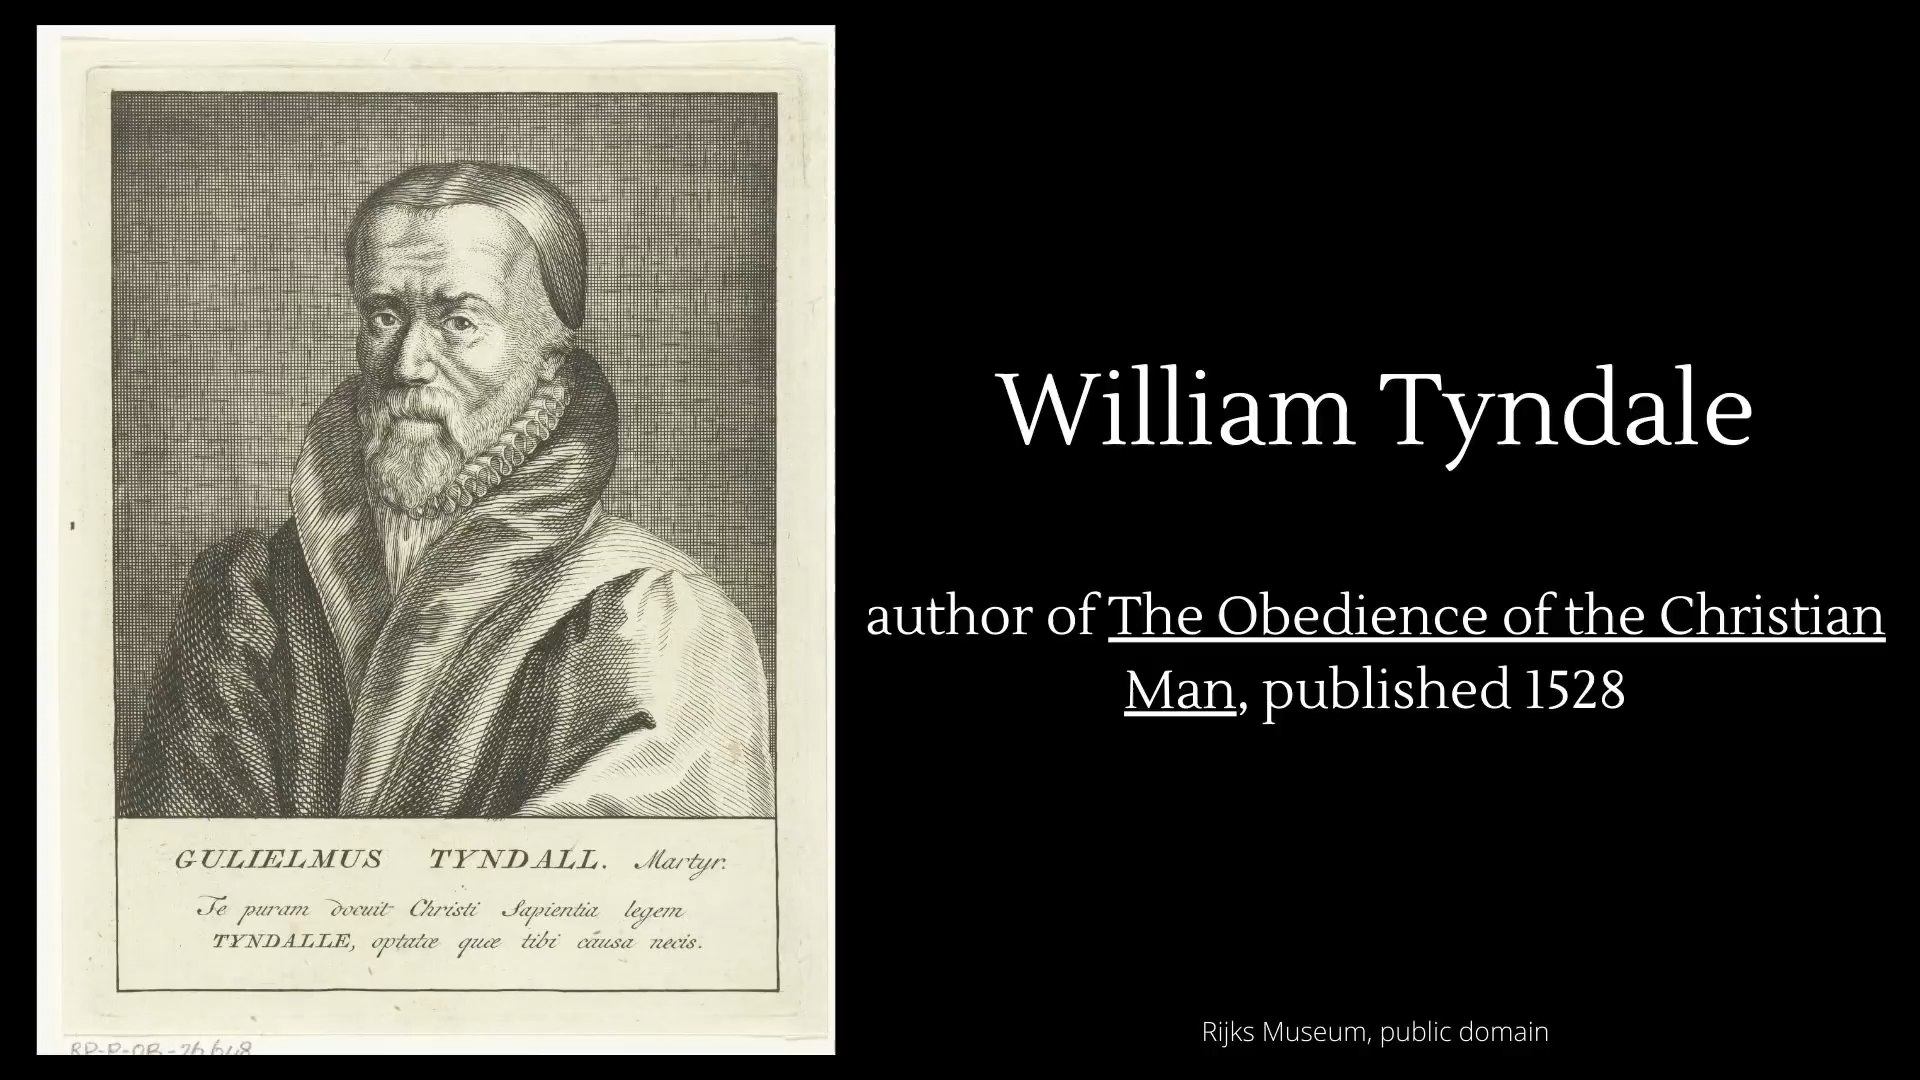 GULIELMUS TYNDALL. Martyr.
Te puram docuit Christi Sapientia legem
TYNDALLE, optatæ quæ tibi causa necis.
William Tyndale
author of The Obedience of the Christian
Man, published 1528
Rijks Museum, public domain